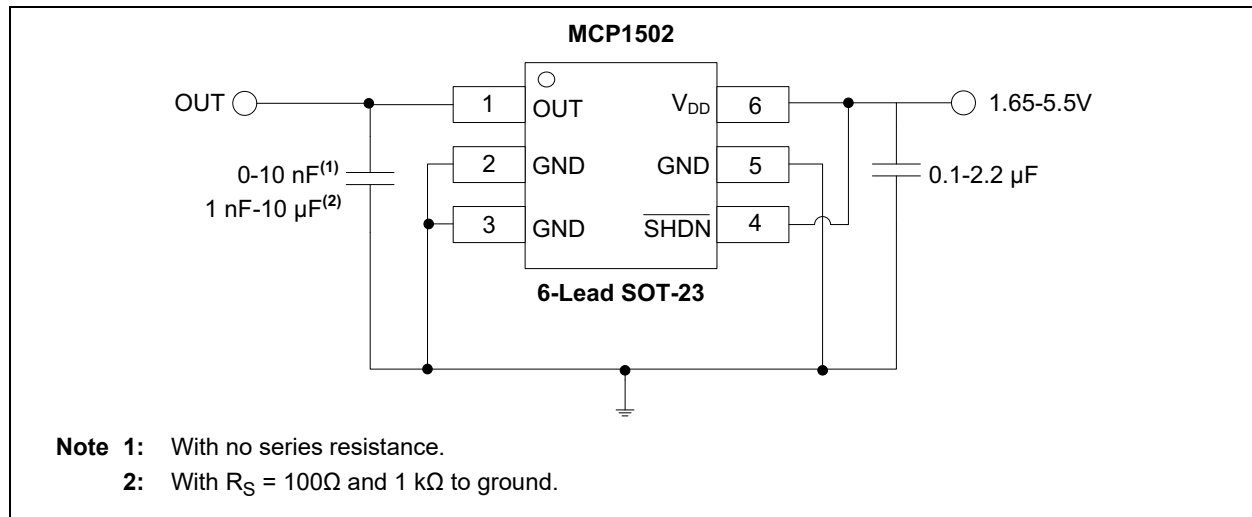 MCP1502
OUT
1
OUT
V_DD
6
1.65-5.5V
0-10 nF(1)
1 nF-10 µF(2)
2
GND
GND
5
0.1-2.2 µF
3
GND
SHDN
4
6-Lead SOT-23
Note 1: With no series resistance.
2: With R_S = 100Ω and 1 kΩ to ground.